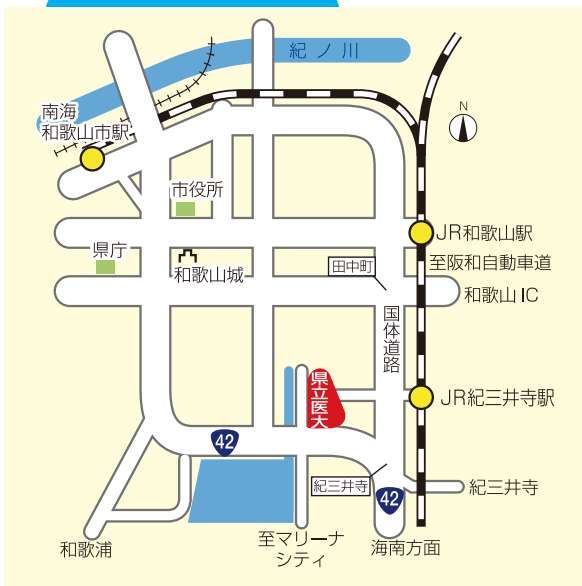 紀ノ川
N
南海
和歌山市駅
市役所
JR和歌山駅
県庁
和歌山城
田中町
至阪和自動車道
和歌山IC
国体道路
県立医大
JR紀三井寺駅
42
紀三井寺
42
紀三井寺
和歌浦
至マリーナ
シティ
海南方面